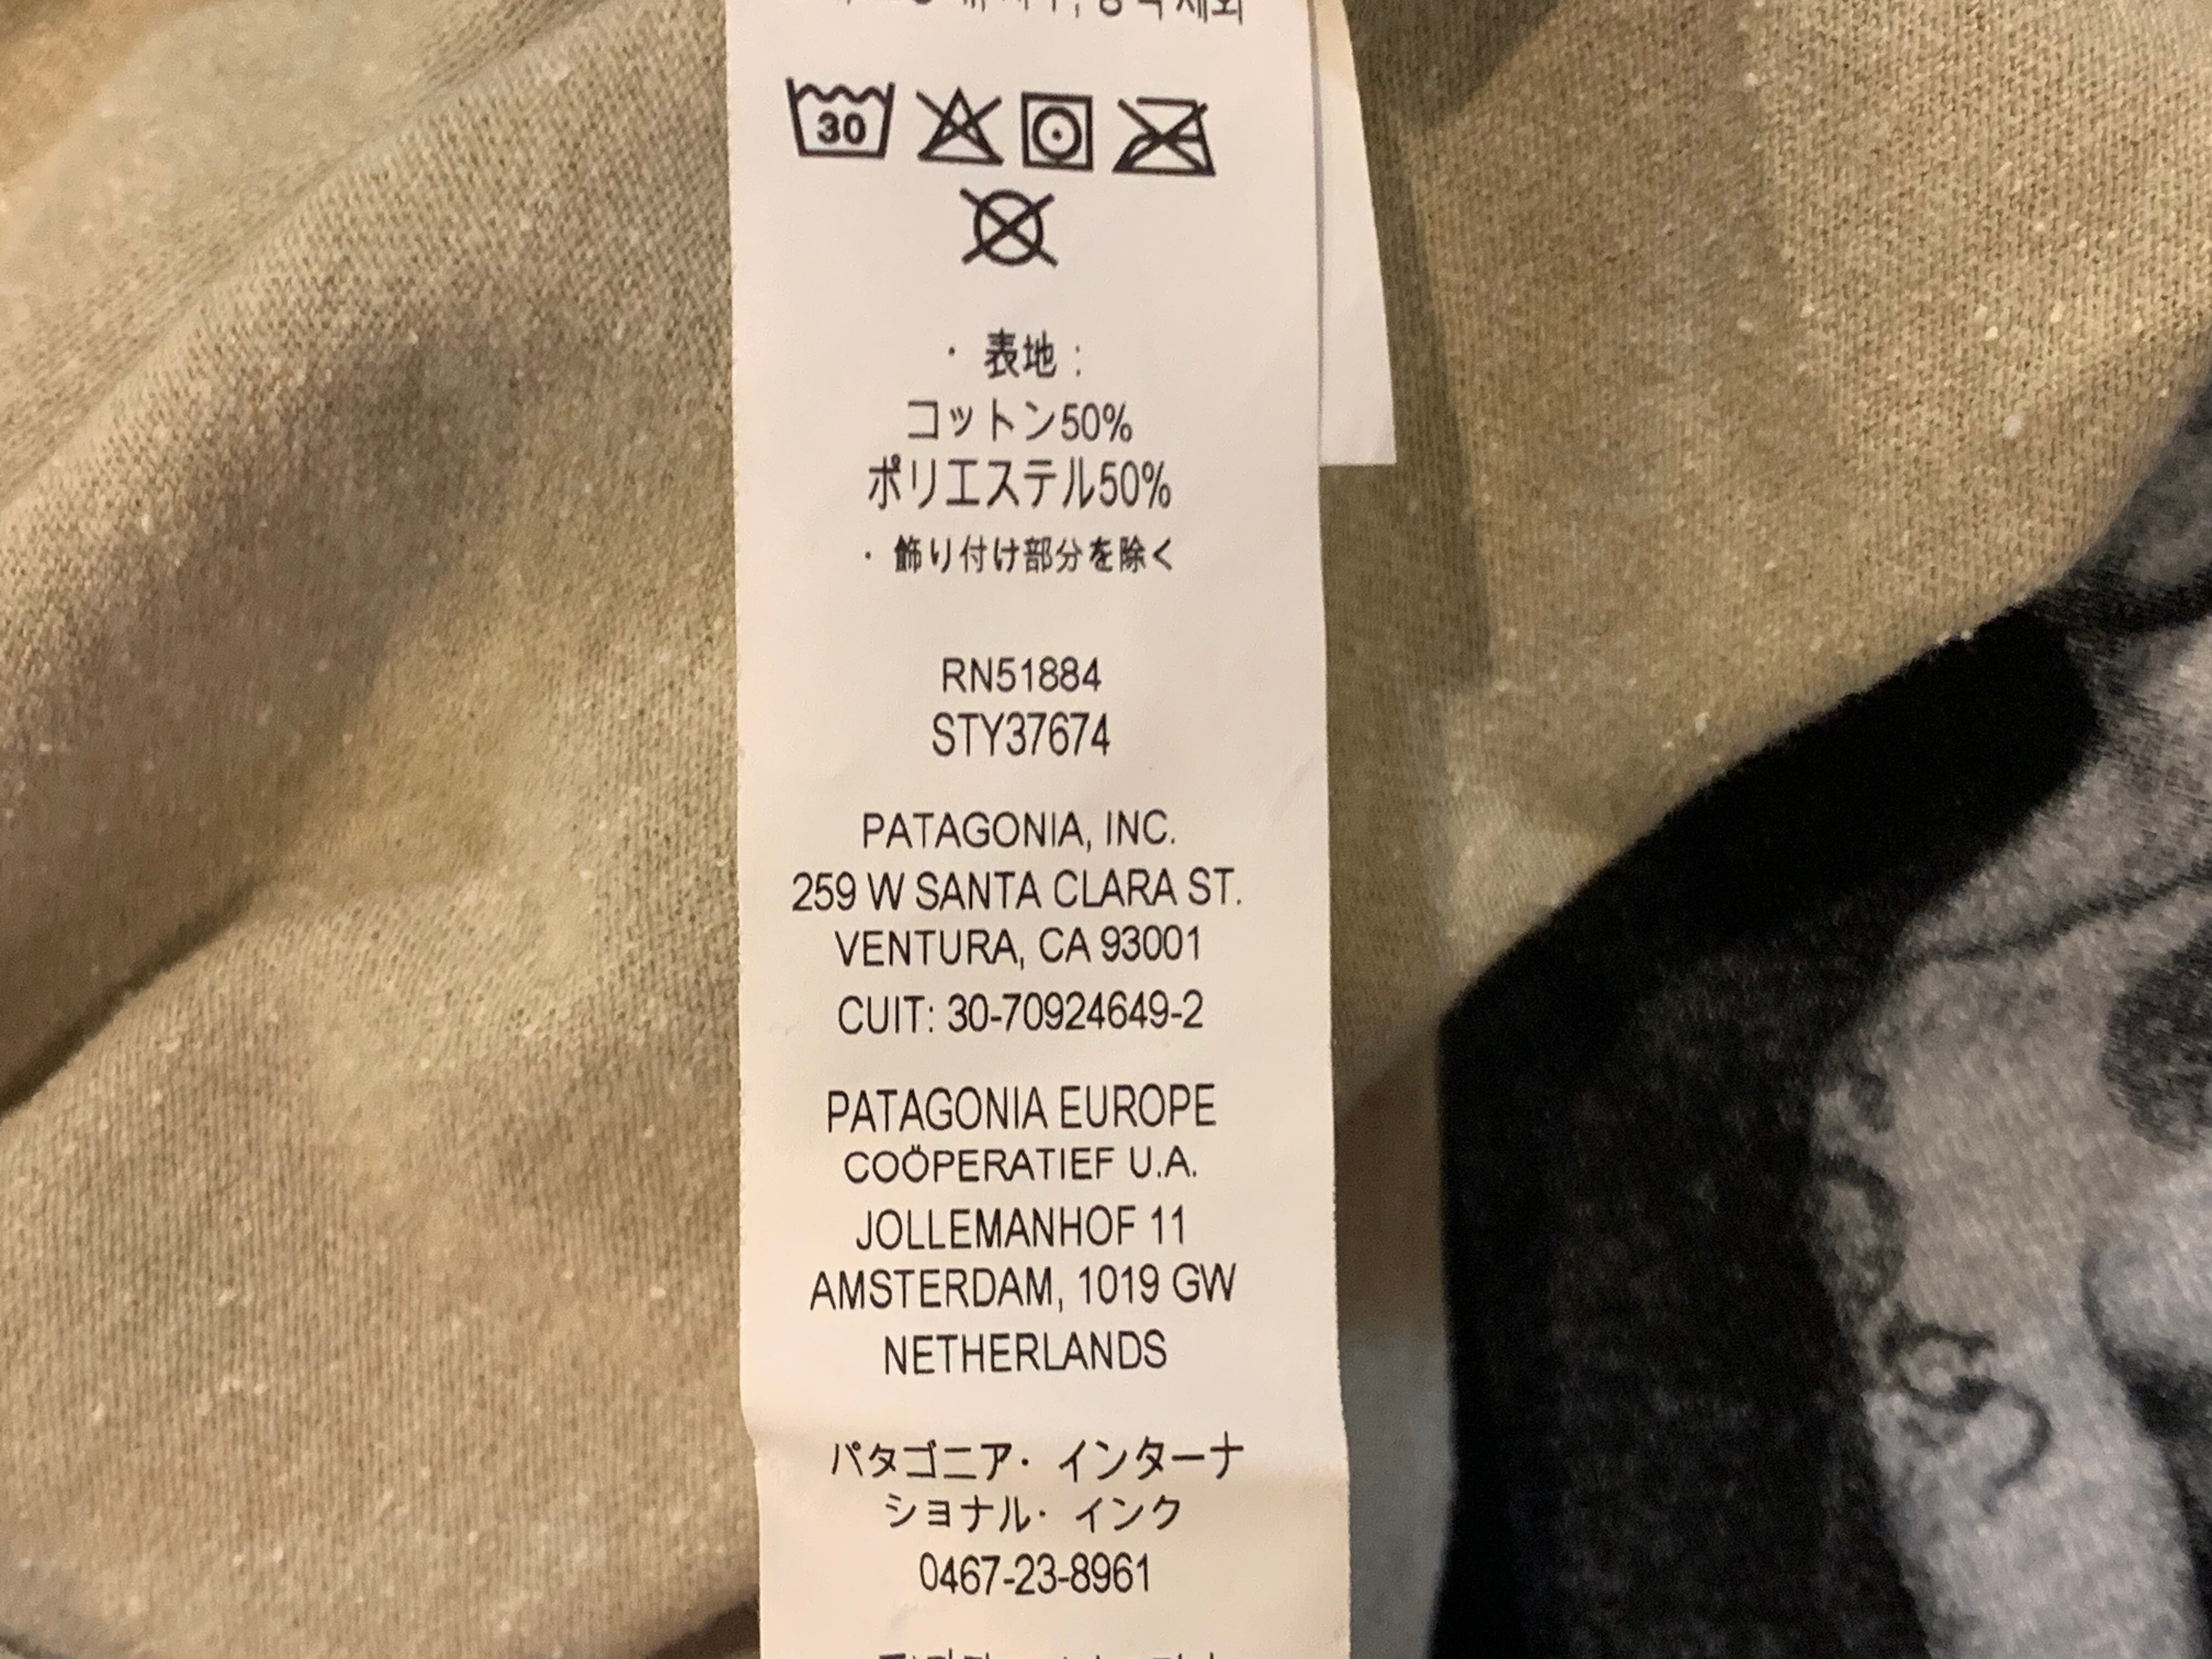 30
・表地:
コットン50%
ポリエステル50%
・飾り付け部分を除く
RN51884
STY37674
PATAGONIA, INC.
259 W SANTA CLARA ST.
VENTURA, CA 93001
CUIT: 30-70924649-2
PATAGONIA EUROPE
COÖPERATIEF U.A.
JOLLEMANHOF 11
AMSTERDAM, 1019 GW
NETHERLANDS
パタゴニア・インターナ
ショナル・インク
0467-23-8961